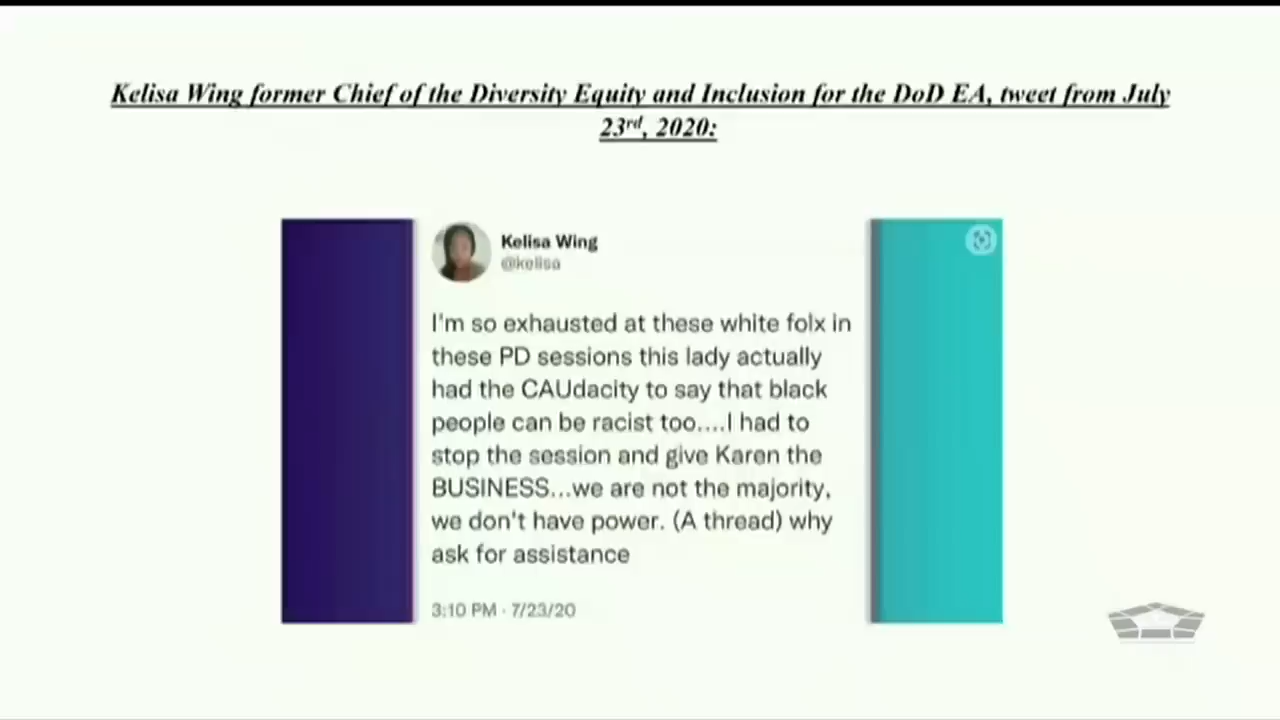 Kelisa Wing former Chief of the Diversity Equity and Inclusion for the DoD EA, tweet from July
23rd, 2020:
Kelisa Wing
@kelisa
I'm so exhausted at these white folx in
these PD sessions this lady actually
had the CAUdacity to say that black
people can be racist too....I had to
stop the session and give Karen the
BUSINESS...we are not the majority,
we don't have power. (A thread) why
ask for assistance
3:10 PM · 7/23/20